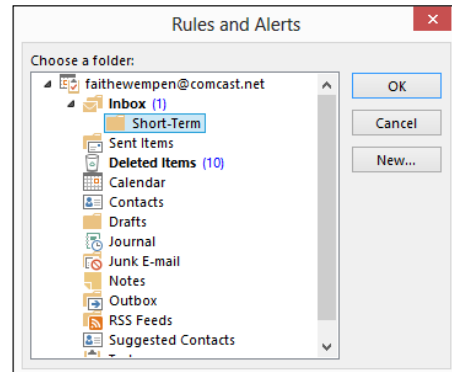 Rules and Alerts
Choose a folder:
faithewempen@comcast.net
Inbox (1)
Short-Term
Sent Items
Deleted Items (10)
Calendar
Contacts
Drafts
Journal
Junk E-mail
Notes
Outbox
RSS Feeds
Suggested Contacts
OK
Cancel
New...